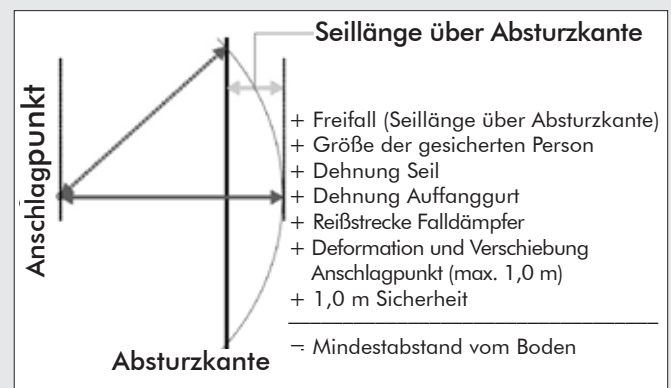 Seillänge über Absturzkante
Anschlagpunkt
+ Freifall (Seillänge über Absturzkante)
+ Größe der gesicherten Person
+ Dehnung Seil
+ Dehnung Auffanggurt
+ Reißstrecke Falldämpfer
+ Deformation und Verschiebung
Anschlagpunkt (max. 1,0 m)
+ 1,0 m Sicherheit
= Mindestabstand vom Boden
Absturzkante